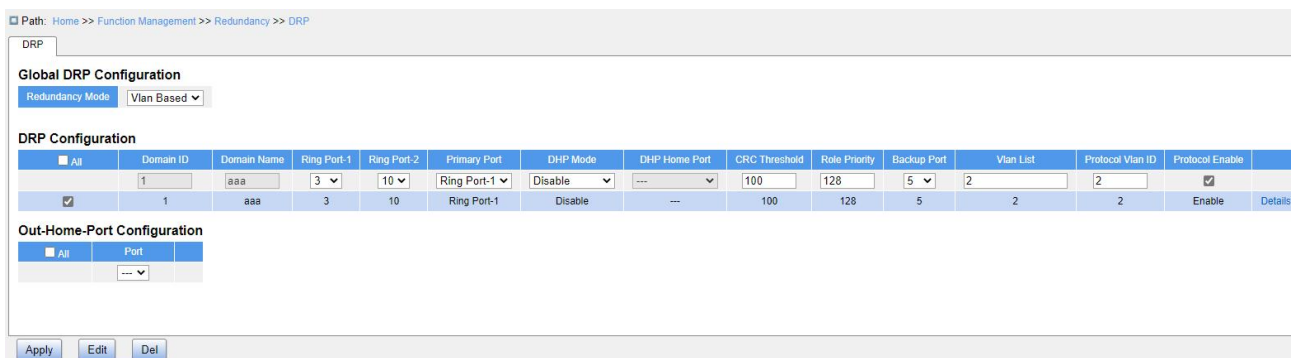 Path: Home >> Function Management >> Redundancy >> DRP
DRP
Global DRP Configuration
Redundancy Mode Vlan Based
DRP Configuration
All Domain ID Domain Name Ring Port-1 Ring Port-2 Primary Port DHP Mode DHP Home Port CRC Threshold Role Priority Backup Port Vlan List Protocol Vlan ID Protocol Enable
1 aaa 3 10 Ring Port-1 Disable --- 100 128 5 2 2
1 aaa 3 10 Ring Port-1 Disable --- 100 128 5 2 2 Enable Details
Out-Home-Port Configuration
All Port
---
Apply Edit Del